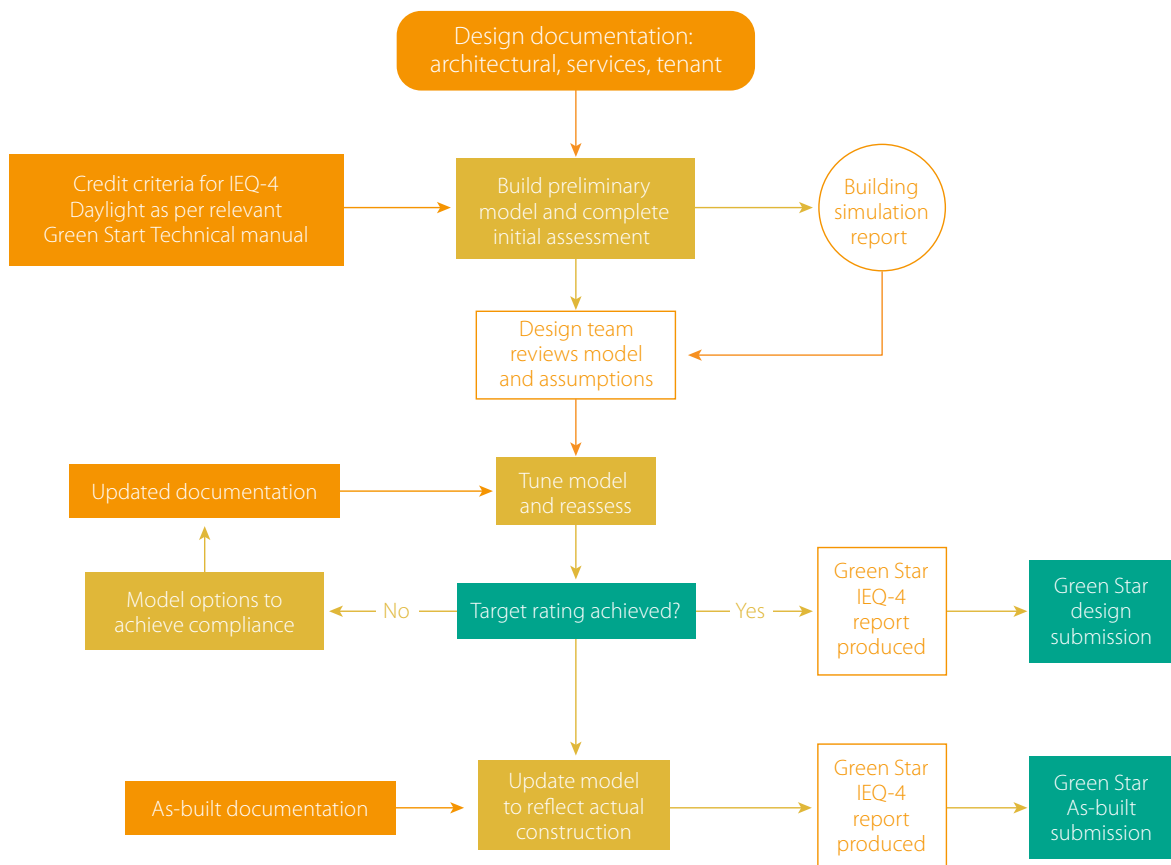 Design documentation:
architectural, services, tenant
Credit criteria for IEQ-4
Daylight as per relevant
Green Start Technical manual
Build preliminary
model and complete
initial assessment
Building
simulation
report
Design team
reviews model
and assumptions
Updated documentation
Tune model
and reassess
Model options to
achieve compliance
No
Target rating achieved?
Yes
Green Star
IEQ-4
report
produced
Green Star
design
submission
As-built documentation
Update model
to reflect actual
construction
Green Star
IEQ-4
report
produced
Green Star
As-built
submission